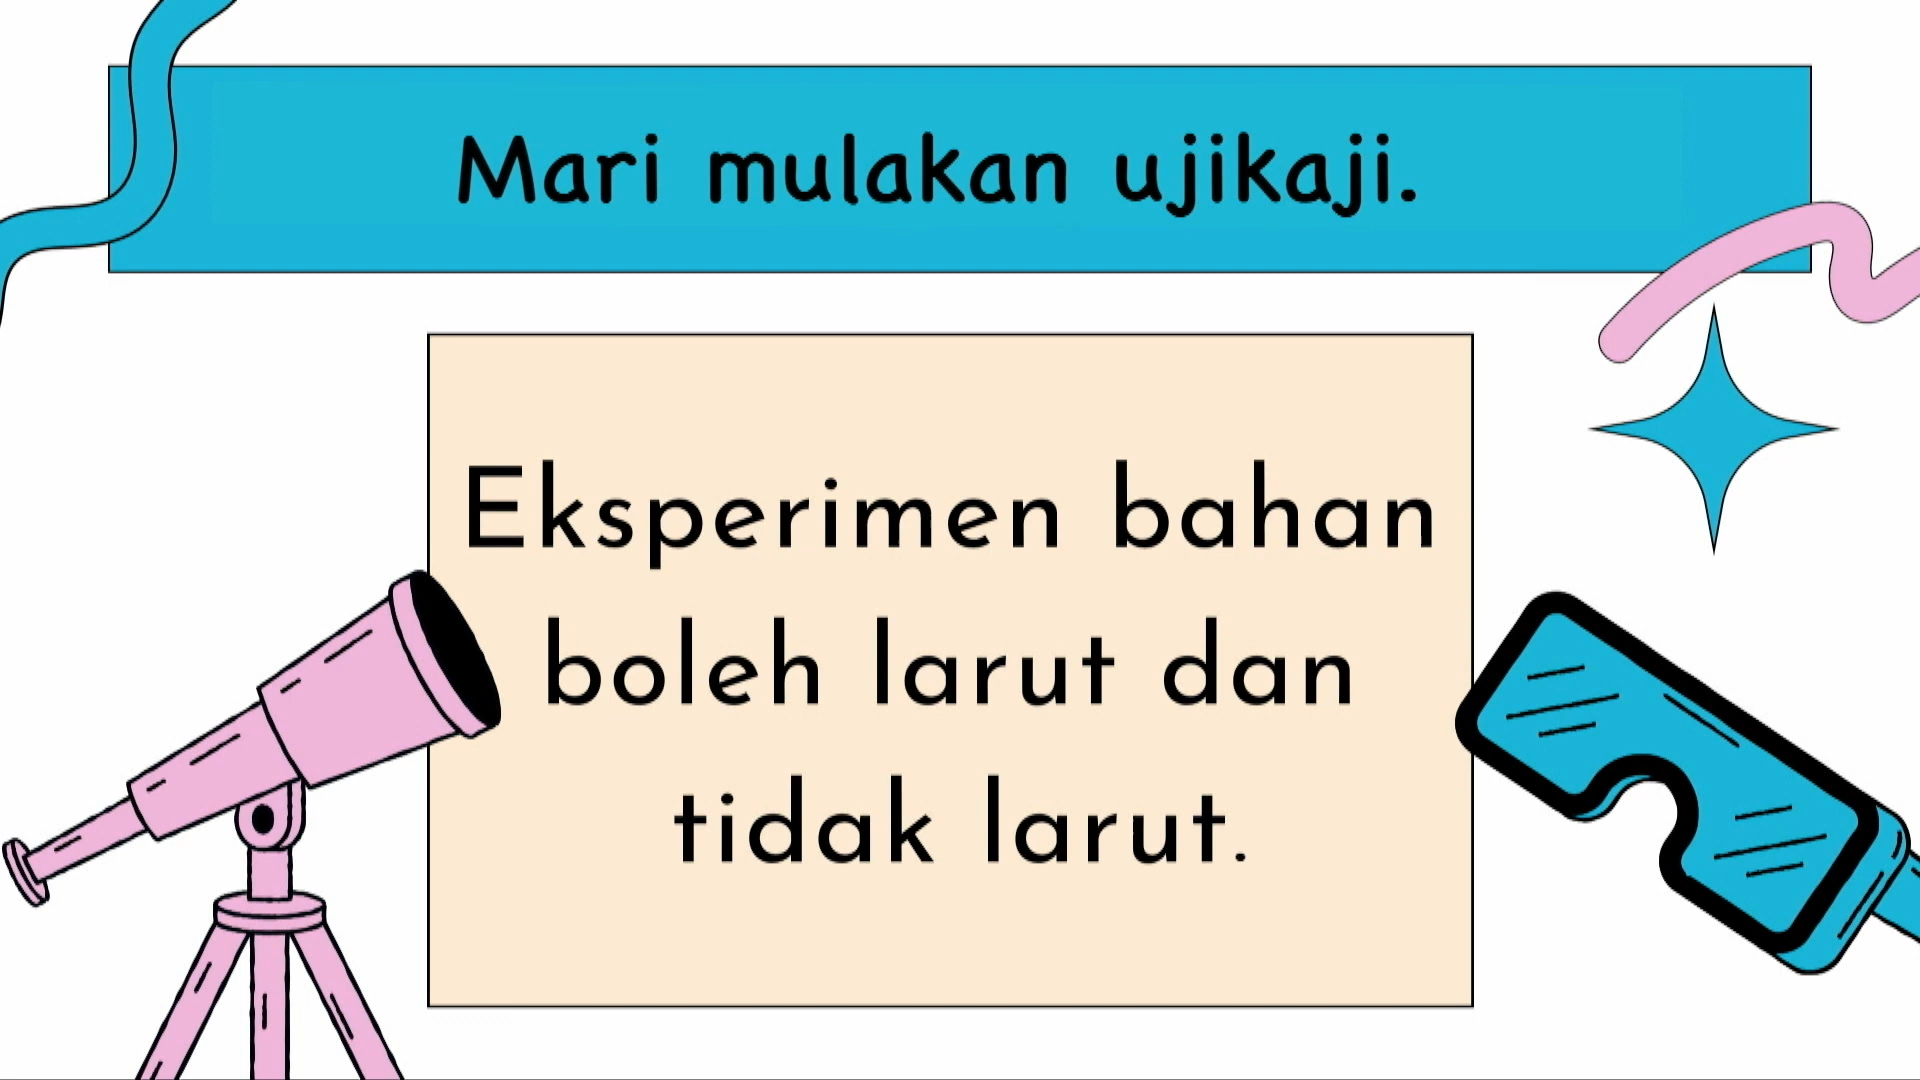 Mari mulakan ujikaji.
Eksperimen bahan
boleh larut dan
tidak larut.